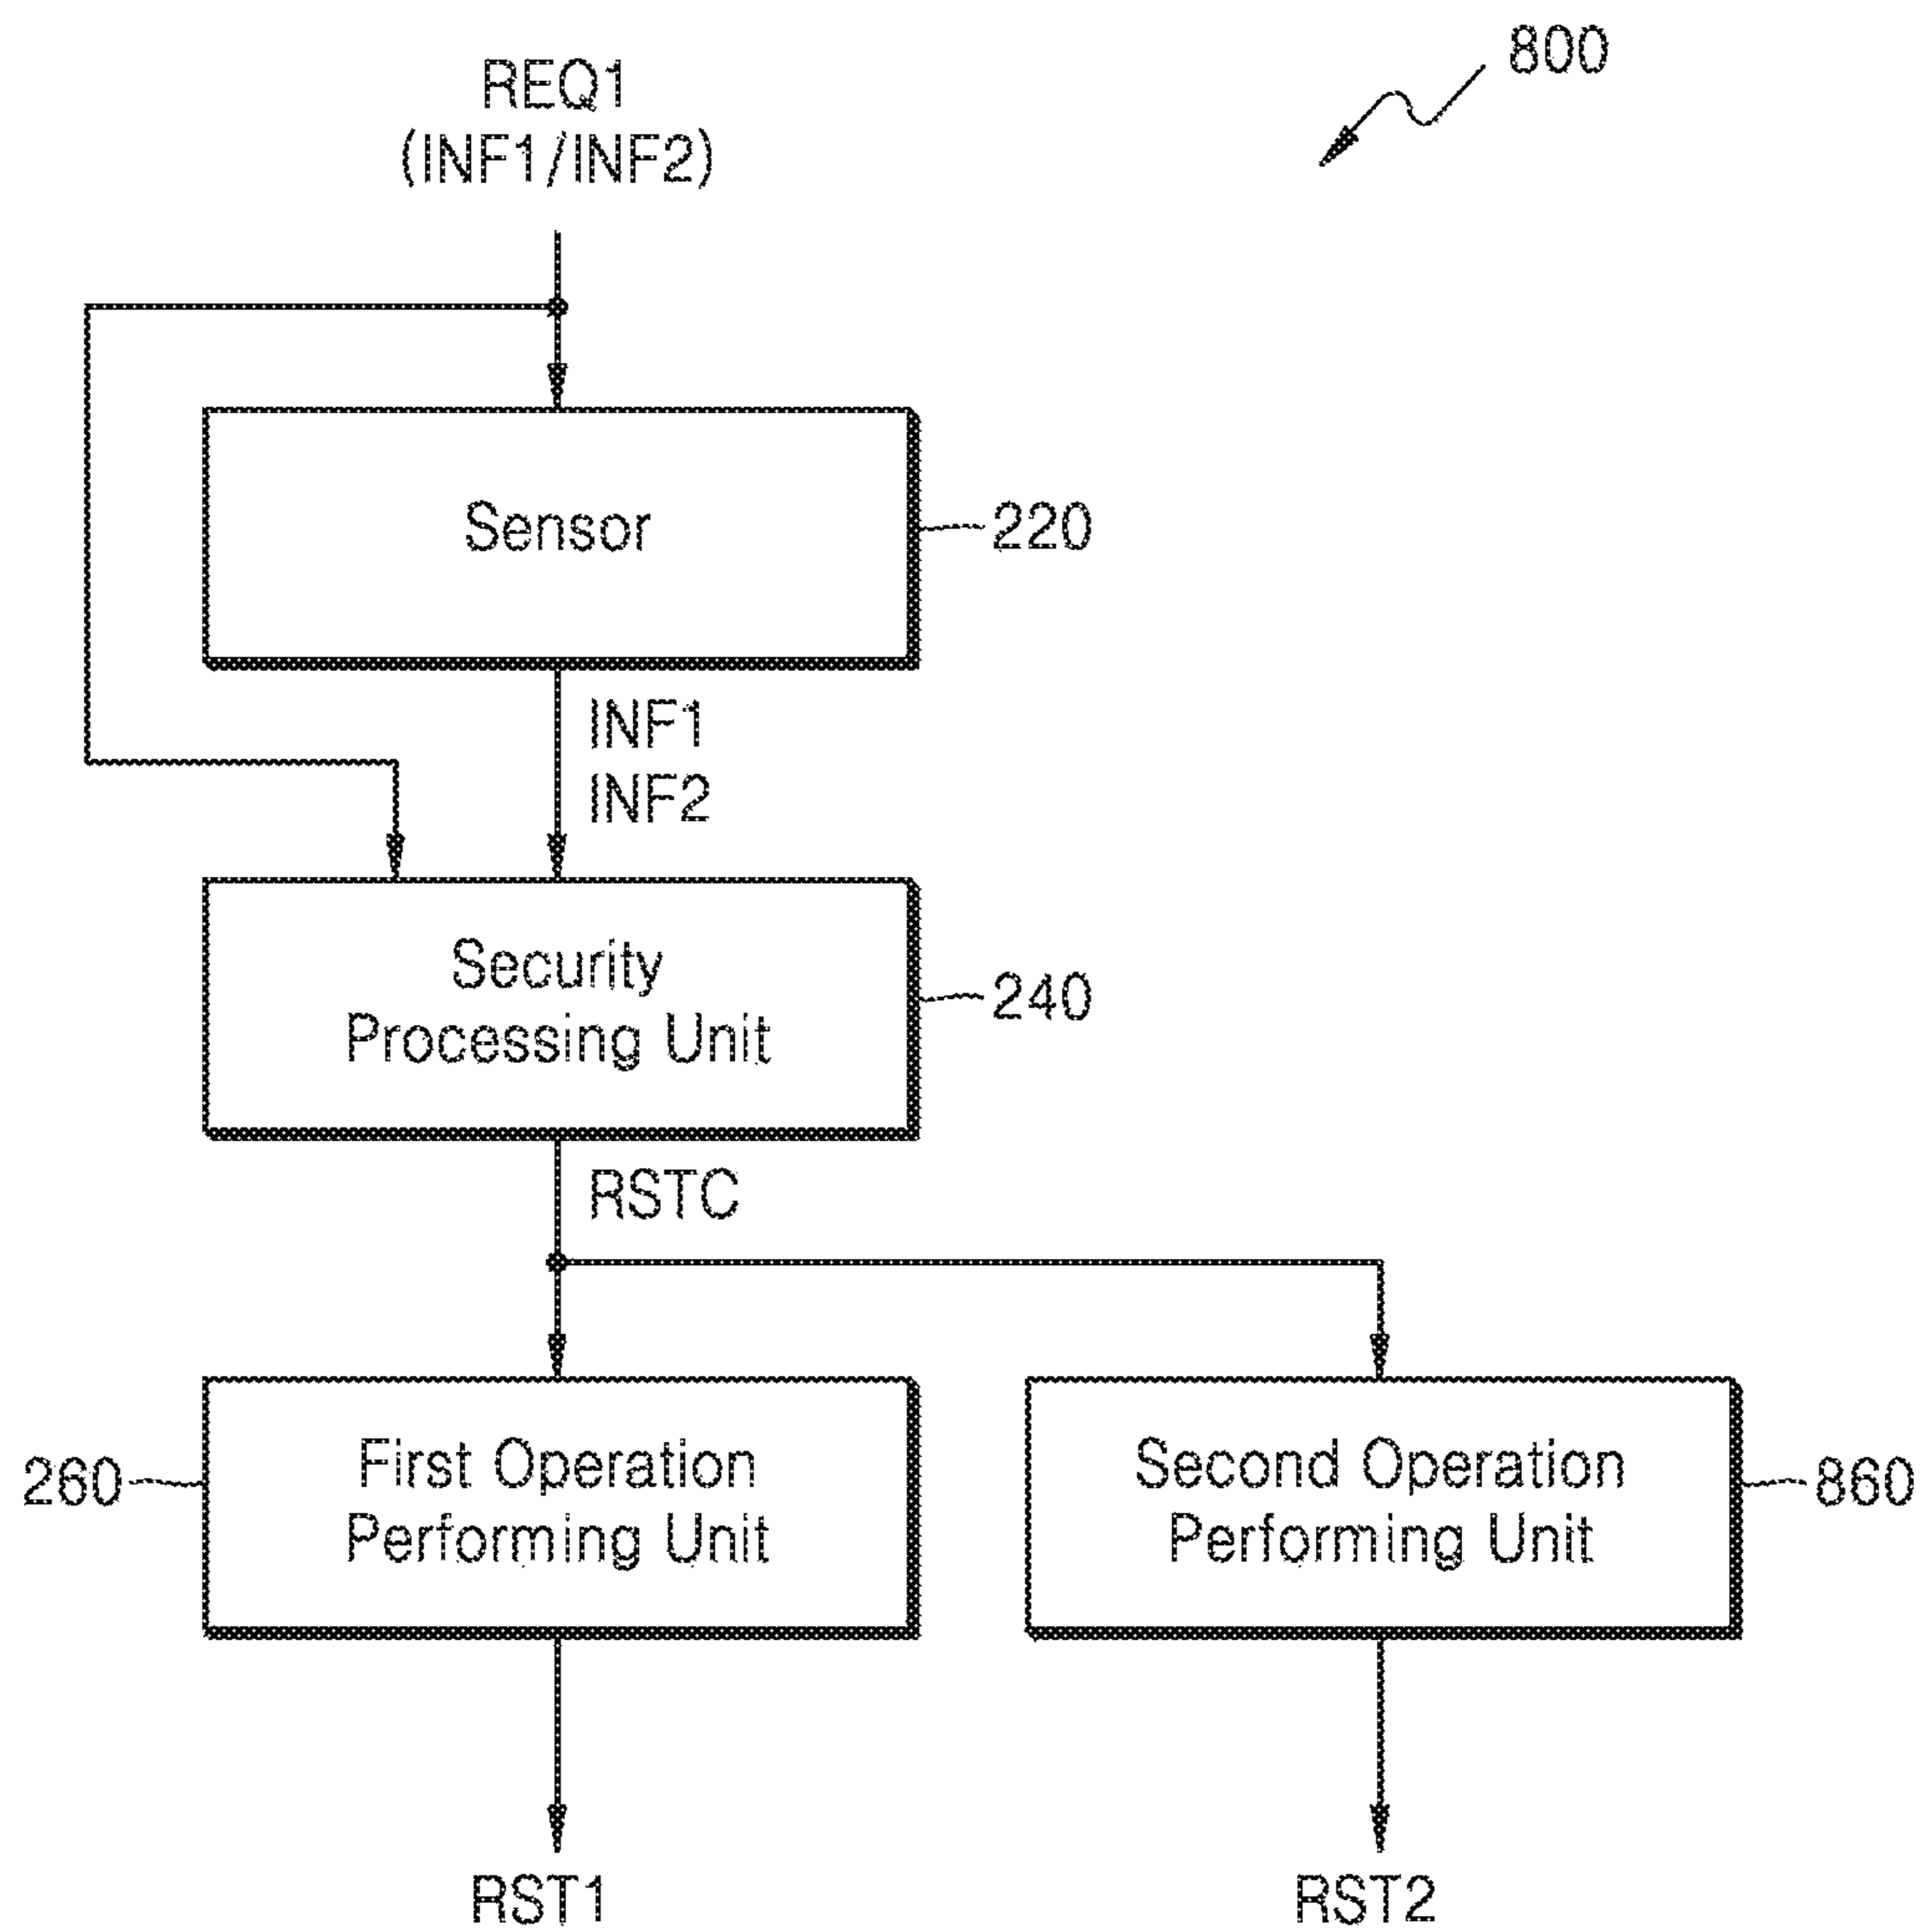 800
REQ1
(INF1/INF2)
Sensor
220
INF1
INF2
Security
Processing Unit
240
RSTC
260
First Operation
Performing Unit
Second Operation
Performing Unit
860
RST1
RST2